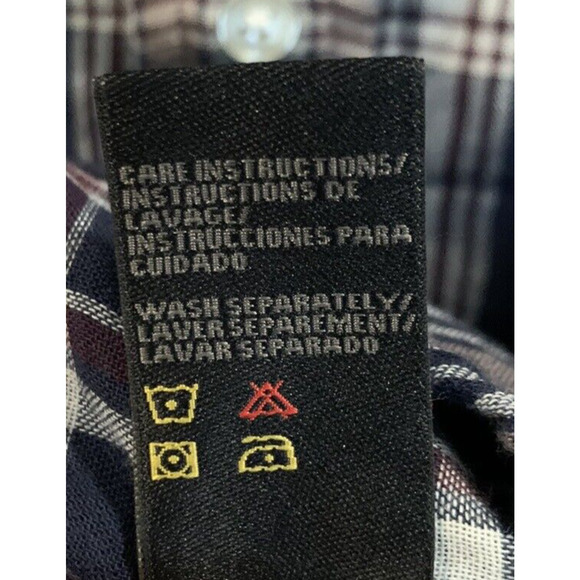 CARE INSTRUCTIONS/
INSTRUCTIONS DE
LAVAGE/
INSTRUCCIONES PARA
CUIDADO
WASH SEPARATELY/
LAVER SEPAREMENT/
LAVAR SEPARADO